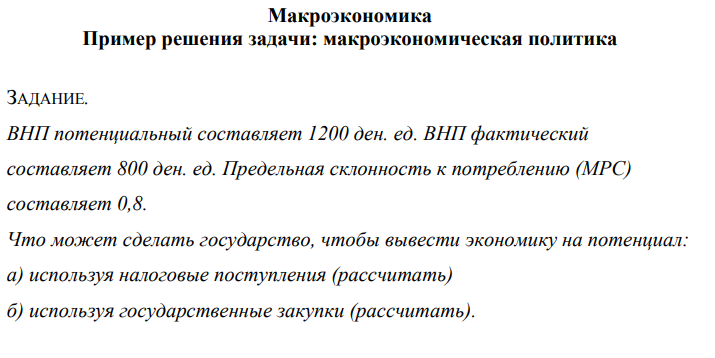 Макроэкономика
Пример решения задачи: макроэкономическая политика
ЗАДАНИЕ.
ВНП потенциальный составляет 1200 ден. ед. ВНП фактический
составляет 800 ден. ед. Предельная склонность к потреблению (МРС)
составляет 0,8.
Что может сделать государство, чтобы вывести экономику на потенциал:
а) используя налоговые поступления (рассчитать)
б) используя государственные закупки (рассчитать).